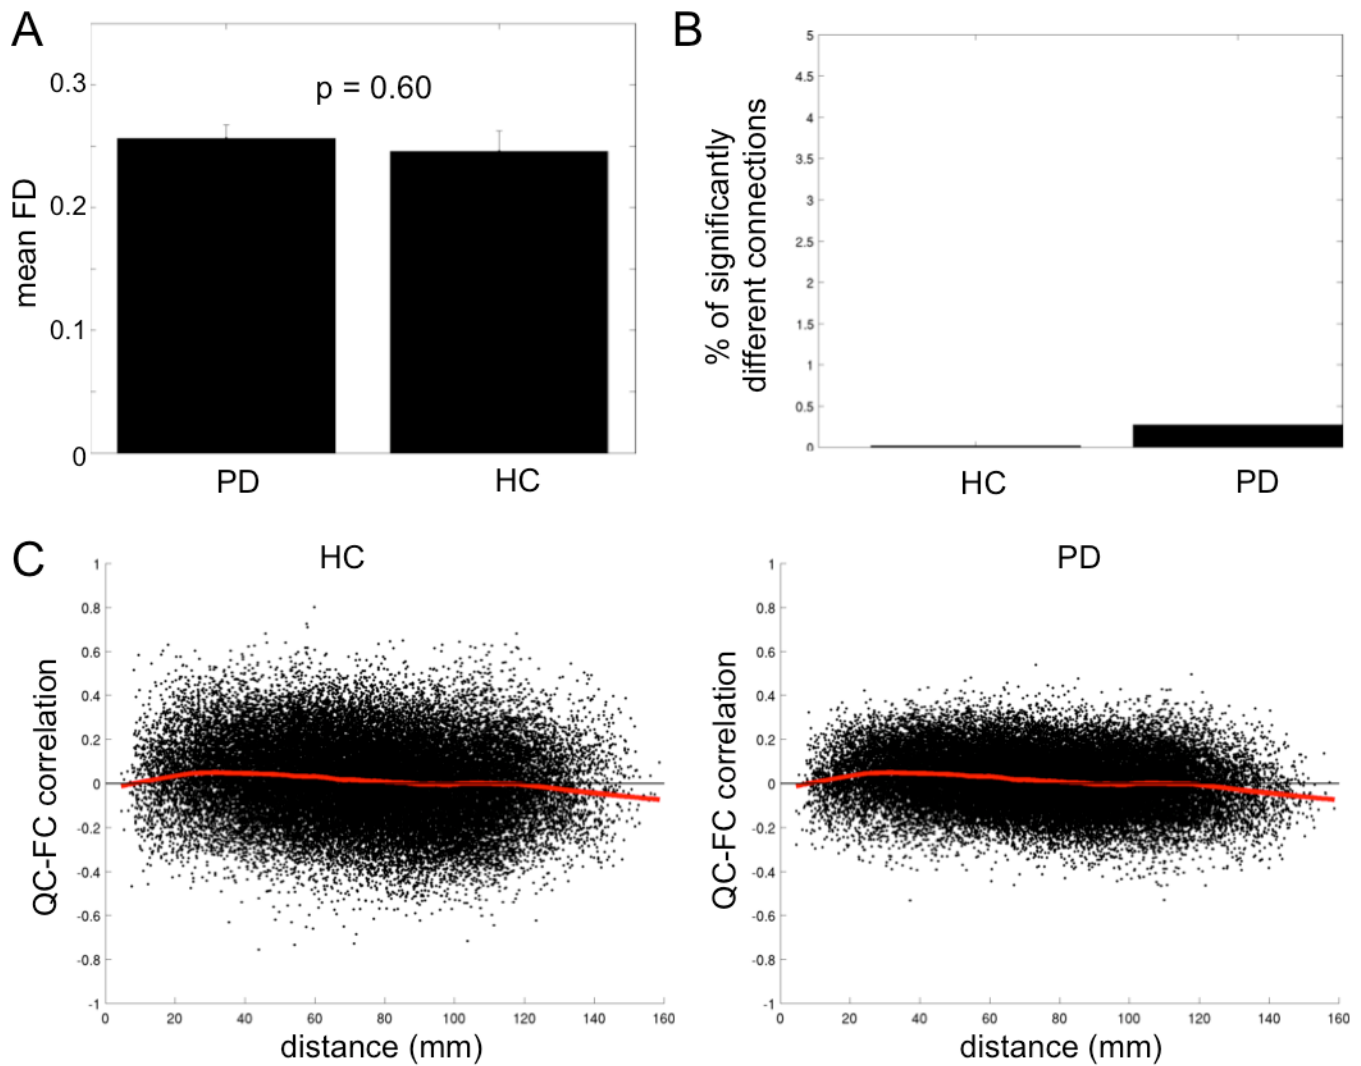 A
mean FD
0.3
0.2
0.1
0
p = 0.60
PD
HC
B
% of significantly
different connections
5
4.5
4
3.5
3
2.5
2
1.5
1
0.5
0
HC
PD
C
HC
QC-FC correlation
1
0.8
0.6
0.4
0.2
0
-0.2
-0.4
-0.6
-0.8
-1
0 20 40 60 80 100 120 140 160
distance (mm)
PD
QC-FC correlation
1
0.8
0.6
0.4
0.2
0
-0.2
-0.4
-0.6
-0.8
-1
0 20 40 60 80 100 120 140 160
distance (mm)